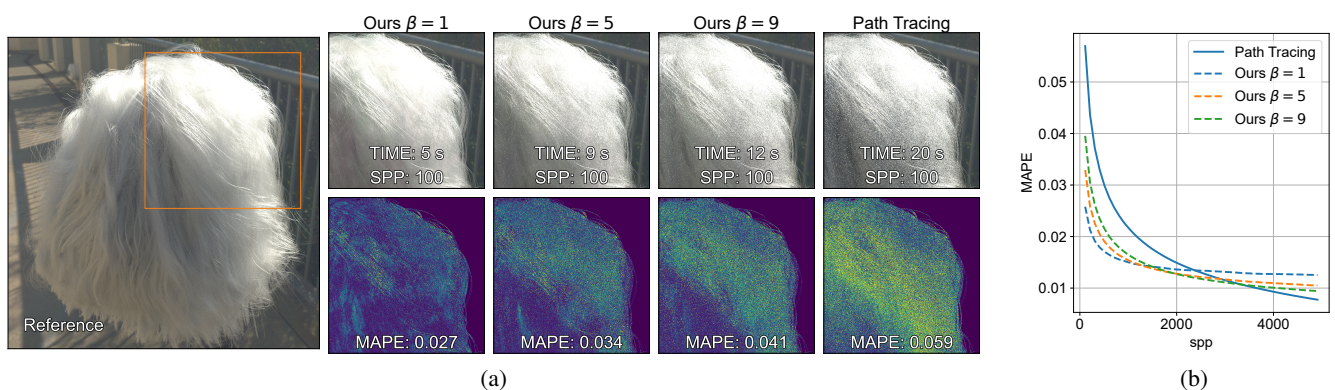 Ours β = 1
Ours β = 5
Ours β = 9
Path Tracing
Reference
TIME: 5 s
SPP: 100
TIME: 9 s
SPP: 100
TIME: 12 s
SPP: 100
TIME: 20 s
SPP: 100
MAPE: 0.027
MAPE: 0.034
MAPE: 0.041
MAPE: 0.059
(a)
Path Tracing
Ours β = 1
Ours β = 5
Ours β = 9
MAPE
0.05
0.04
0.03
0.02
0.01
0
2000
4000
spp
(b)